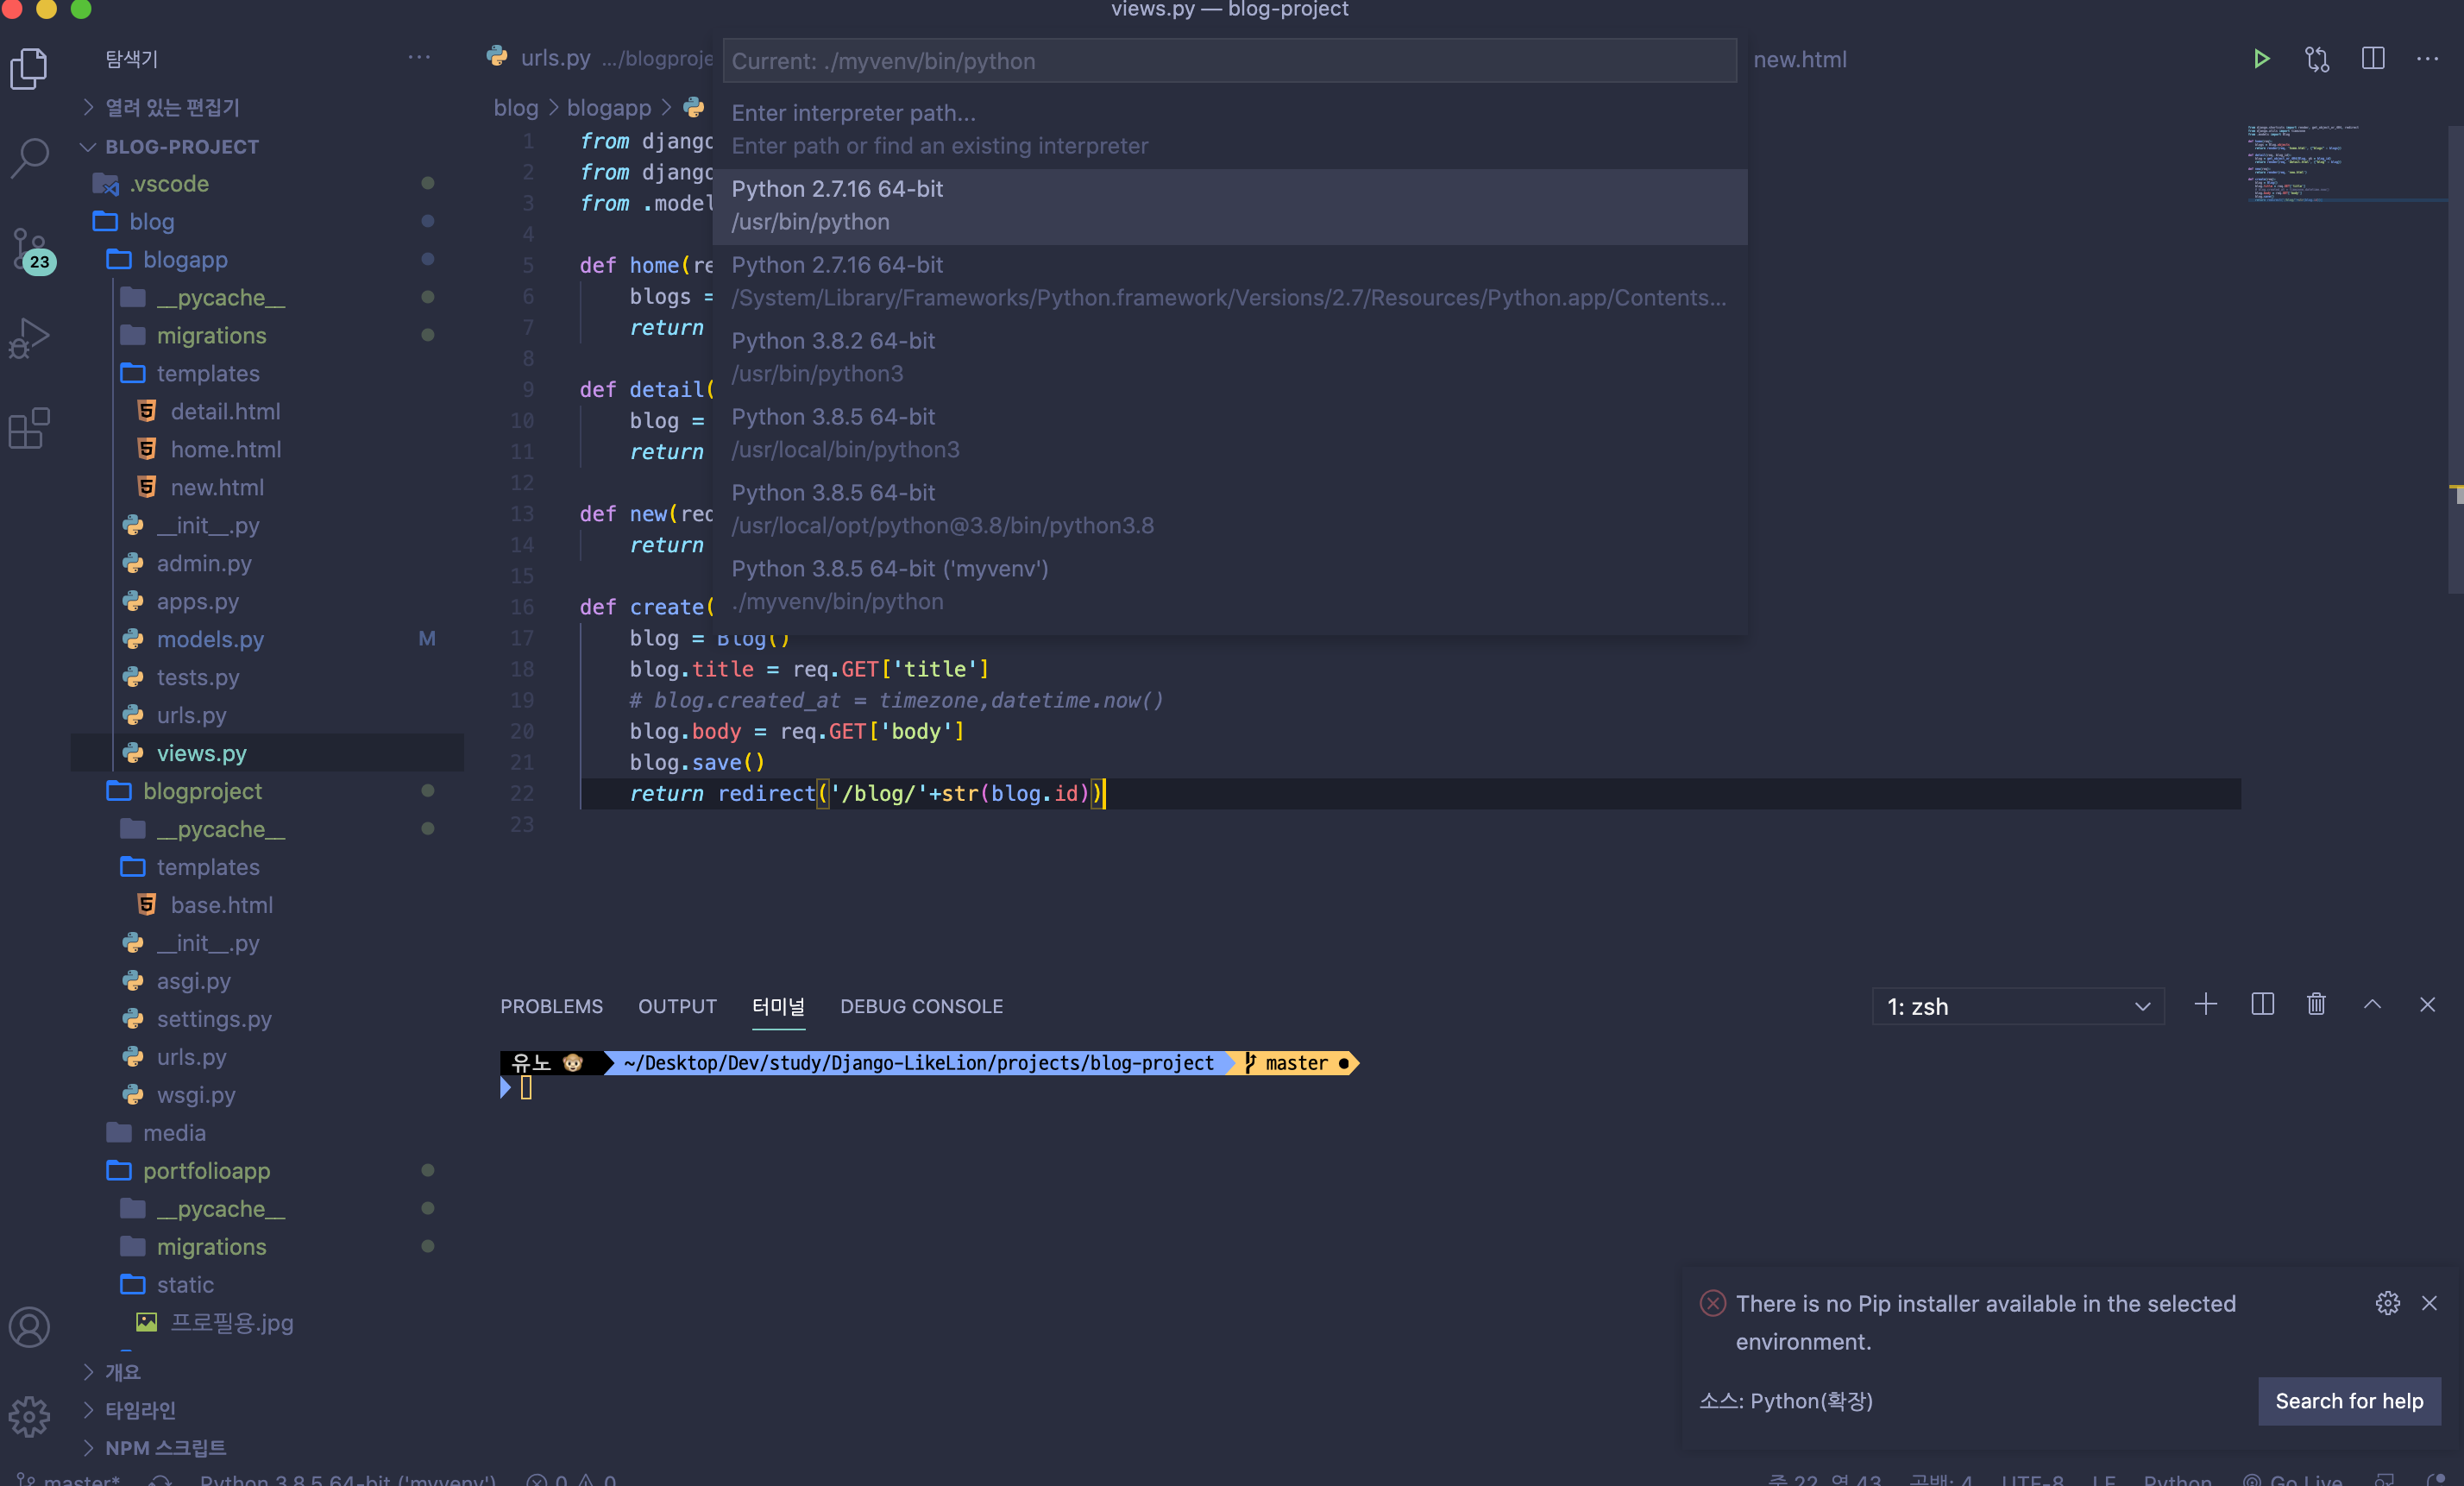 views.py — blog-project
탐색기
열려 있는 편집기
BLOG-PROJECT
.vscode
blog
blogapp
__pycache__
migrations
templates
detail.html
home.html
new.html
__init__.py
admin.py
apps.py
models.py M
tests.py
urls.py
views.py
blogproject
__pycache__
templates
base.html
__init__.py
asgi.py
settings.py
urls.py
wsgi.py
media
portfolioapp
__pycache__
migrations
static
프로필용.jpg
개요
타임라인
NPM 스크립트
23
urls.py .../blogproje
new.html
blog > blogapp >
Current: ./myvenv/bin/python
Enter interpreter path...
Enter path or find an existing interpreter
Python 2.7.16 64-bit
/usr/bin/python
Python 2.7.16 64-bit
/System/Library/Frameworks/Python.framework/Versions/2.7/Resources/Python.app/Contents...
Python 3.8.2 64-bit
/usr/bin/python3
Python 3.8.5 64-bit
/usr/local/bin/python3
Python 3.8.5 64-bit
/usr/local/opt/python@3.8/bin/python3.8
Python 3.8.5 64-bit ('myvenv')
./myvenv/bin/python
1 from django
2 from django
3 from .model
4
5 def home(re
6 blogs =
7 return
8
9 def detail(
10 blog =
11 return
12
13 def new(req
14 return
15
16 def create(
17 blog = Blog()
18 blog.title = req.GET['title']
19 # blog.created_at = timezone,datetime.now()
20 blog.body = req.GET['body']
21 blog.save()
22 return redirect('/blog/'+str(blog.id))
23
PROBLEMS OUTPUT 터미널 DEBUG CONSOLE
1: zsh
유노 🐵 ~/Desktop/Dev/study/Django-LikeLion/projects/blog-project master ●
There is no Pip installer available in the selected
environment.
소스: Python(확장)
Search for help
master* Python 3.8.5 64-bit ('myvenv') 0 0
줄 22, 열 43 공백: 4 UTF-8 LF Python Go Live